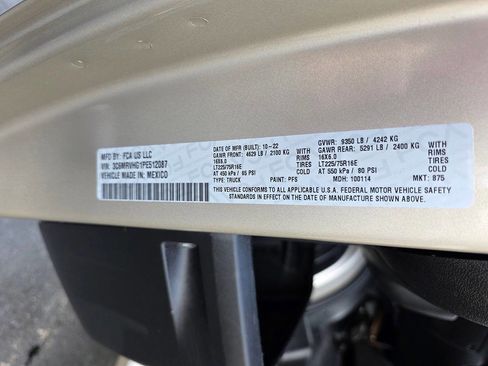 MFD BY: FCA US LLC
VIN: 3C6MRVHG1PE512087
VEHICLE MADE IN: MEXICO
DATE OF MFR (BUILT): 10-22 GVWR: 9350 LB / 4242 KG
GAWR FRONT: 4629 LB / 2100 KG WITH GAWR REAR: 5291 LB / 2400 KG WITH
16X6.0 RIMS 16X6.0 RIMS
LT225/75R16E TIRES LT225/75R16E TIRES
AT 450 kPa / 65 PSI COLD AT 550 kPa / 80 PSI COLD
TYPE: TRUCK PAINT: PFS MDH: 100114 MKT: 875
THIS VEHICLE CONFORMS TO ALL APPLICABLE U.S.A. FEDERAL MOTOR VEHICLE SAFETY
STANDARDS IN EFFECT ON THE DATE OF MANUFACTURE SHOWN ABOVE.